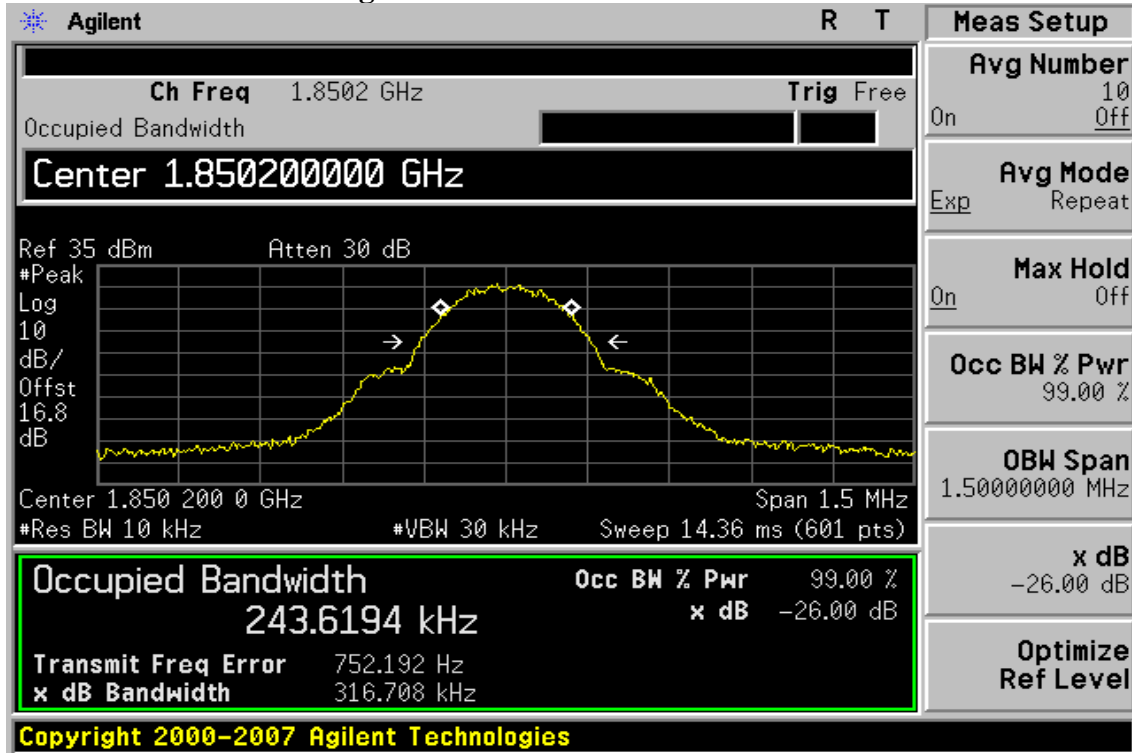 Agilent R T Meas Setup
Ch Freq 1.8502 GHz Trig Free
Occupied Bandwidth
Center 1.850200000 GHz
Ref 35 dBm Atten 30 dB
#Peak
Log
10
dB/
Offst
16.8
dB
Center 1.850 200 0 GHz Span 1.5 MHz
#Res BW 10 kHz #VBW 30 kHz Sweep 14.36 ms (601 pts)
Occupied Bandwidth Occ BW % Pwr 99.00 %
243.6194 kHz x dB -26.00 dB
Transmit Freq Error 752.192 Hz
x dB Bandwidth 316.708 kHz
Avg Number
10
On Off
Avg Mode
Exp Repeat
Max Hold
On Off
Occ BW % Pwr
99.00 %
OBW Span
1.50000000 MHz
x dB
-26.00 dB
Optimize
Ref Level
Copyright 2000-2007 Agilent Technologies